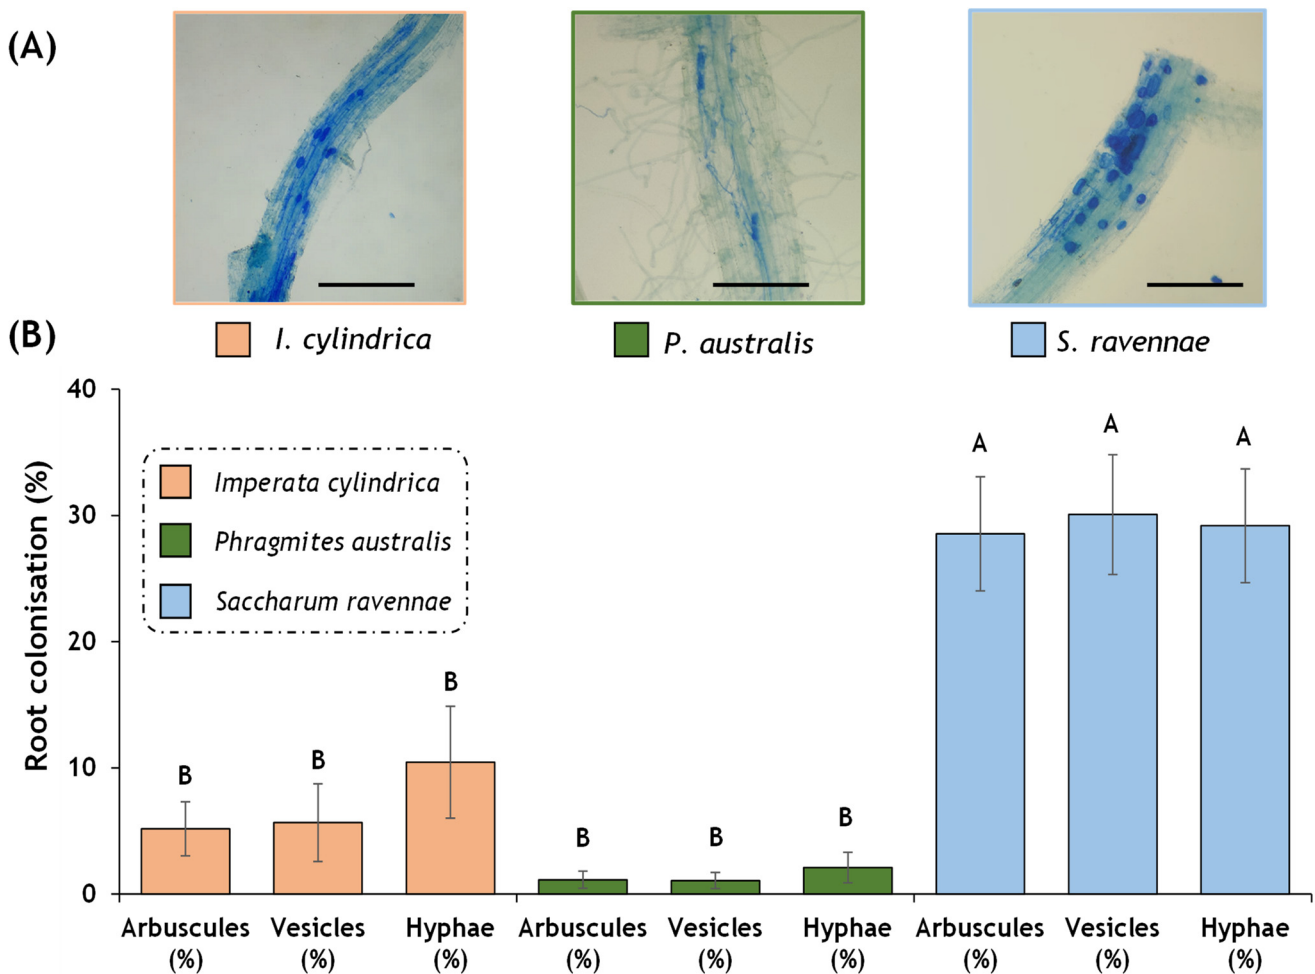 (A)
I. cylindrica
P. australis
S. ravennae
(B)
Root colonisation (%)
40
30
20
10
0
Imperata cylindrica
Phragmites australis
Saccharum ravennae
B
B
B
B
B
B
A
A
A
Arbuscules
(%)
Vesicles
(%)
Hyphae
(%)
Arbuscules
(%)
Vesicles
(%)
Hyphae
(%)
Arbuscules
(%)
Vesicles
(%)
Hyphae
(%)